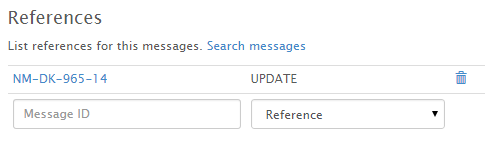 References
List references for this messages. Search messages
NM-DK-965-14 UPDATE
Message ID Reference